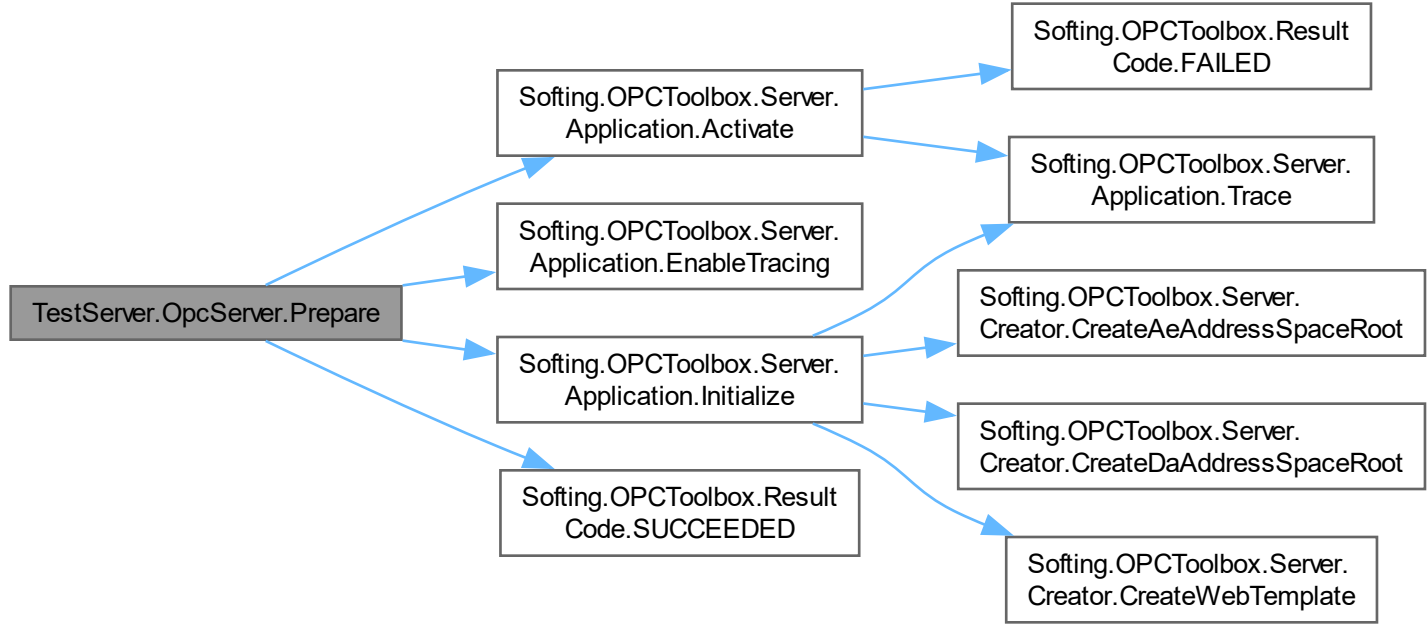 TestServer.OpcServer.Prepare
Softing.OPCToolbox.Server.
Application.Activate
Softing.OPCToolbox.Server.
Application.EnableTracing
Softing.OPCToolbox.Server.
Application.Initialize
Softing.OPCToolbox.Result
Code.SUCCEEDED
Softing.OPCToolbox.Result
Code.FAILED
Softing.OPCToolbox.Server.
Application.Trace
Softing.OPCToolbox.Server.
Creator.CreateAeAddressSpaceRoot
Softing.OPCToolbox.Server.
Creator.CreateDaAddressSpaceRoot
Softing.OPCToolbox.Server.
Creator.CreateWebTemplate